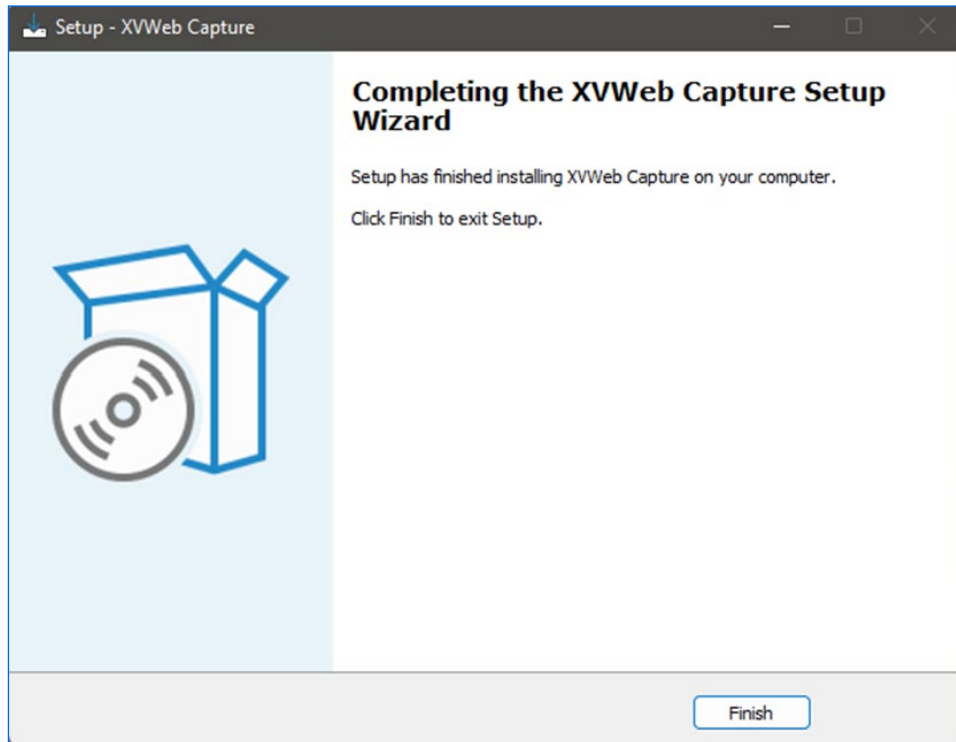 Setup - XVWeb Capture
Completing the XVWeb Capture Setup
Wizard
Setup has finished installing XVWeb Capture on your computer.
Click Finish to exit Setup.
Finish